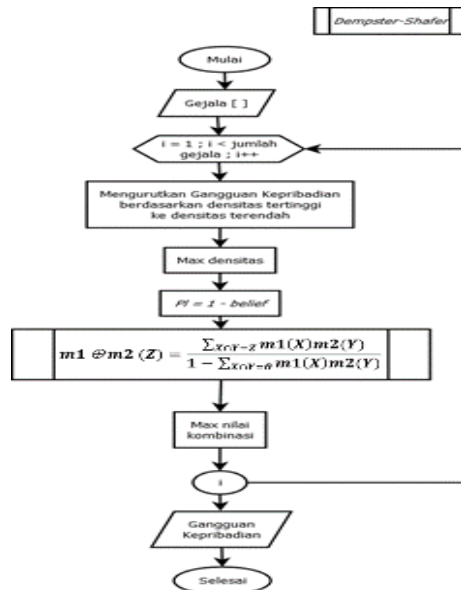 Dempster-Shafer
Mulai
Gejala [ ]
i = 1 ; i < jumlah
gejala ; i++
Mengurutkan Gangguan Kepribadian
berdasarkan densitas tertinggi
ke densitas terendah
Max densitas
Pl = 1 - belief
m1 ⊕ m2 (Z) = ∑X∩Y=Z m1(X)m2(Y) / 1 − ∑X∩Y=θ m1(X)m2(Y)
Max nilai
kombinasi
i
Gangguan
Kepribadian
Selesai